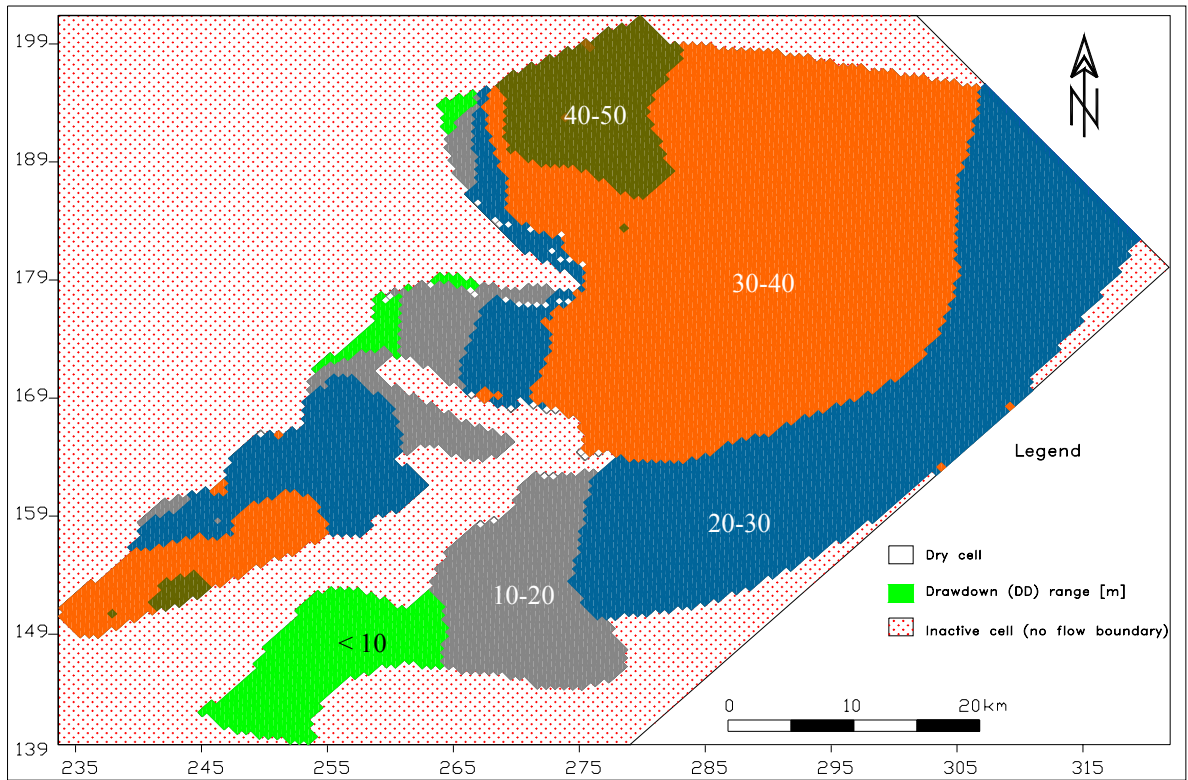 199
189
179
169
159
149
139
235 245 255 265 275 285 295 305 315
N
40-50
30-40
20-30
10-20
< 10
Legend
Dry cell
Drawdown (DD) range [m]
Inactive cell (no flow boundary)
0 10 20km